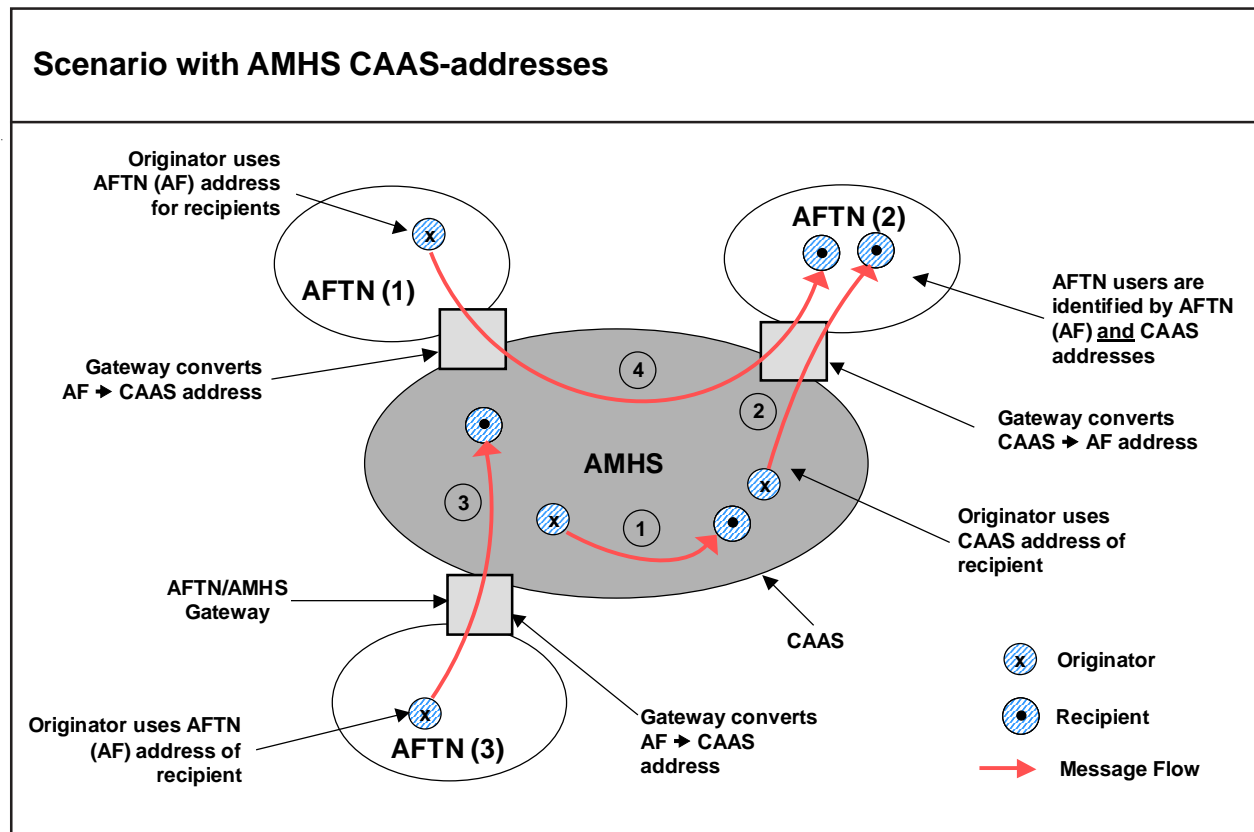 Scenario with AMHS CAAS-addresses
Originator uses
AFTN (AF) address
for recipients
x
AFTN (1)
AFTN (2)
AFTN users are
identified by AFTN
(AF) and CAAS
addresses
Gateway converts
AF → CAAS address
4
2
Gateway converts
CAAS → AF address
AMHS
x
3
x
1
Originator uses
CAAS address of
recipient
AFTN/AMHS
Gateway
CAAS
x
Originator
Originator uses AFTN
(AF) address of
recipient
x
AFTN (3)
Gateway converts
AF → CAAS
address
Recipient
Message Flow